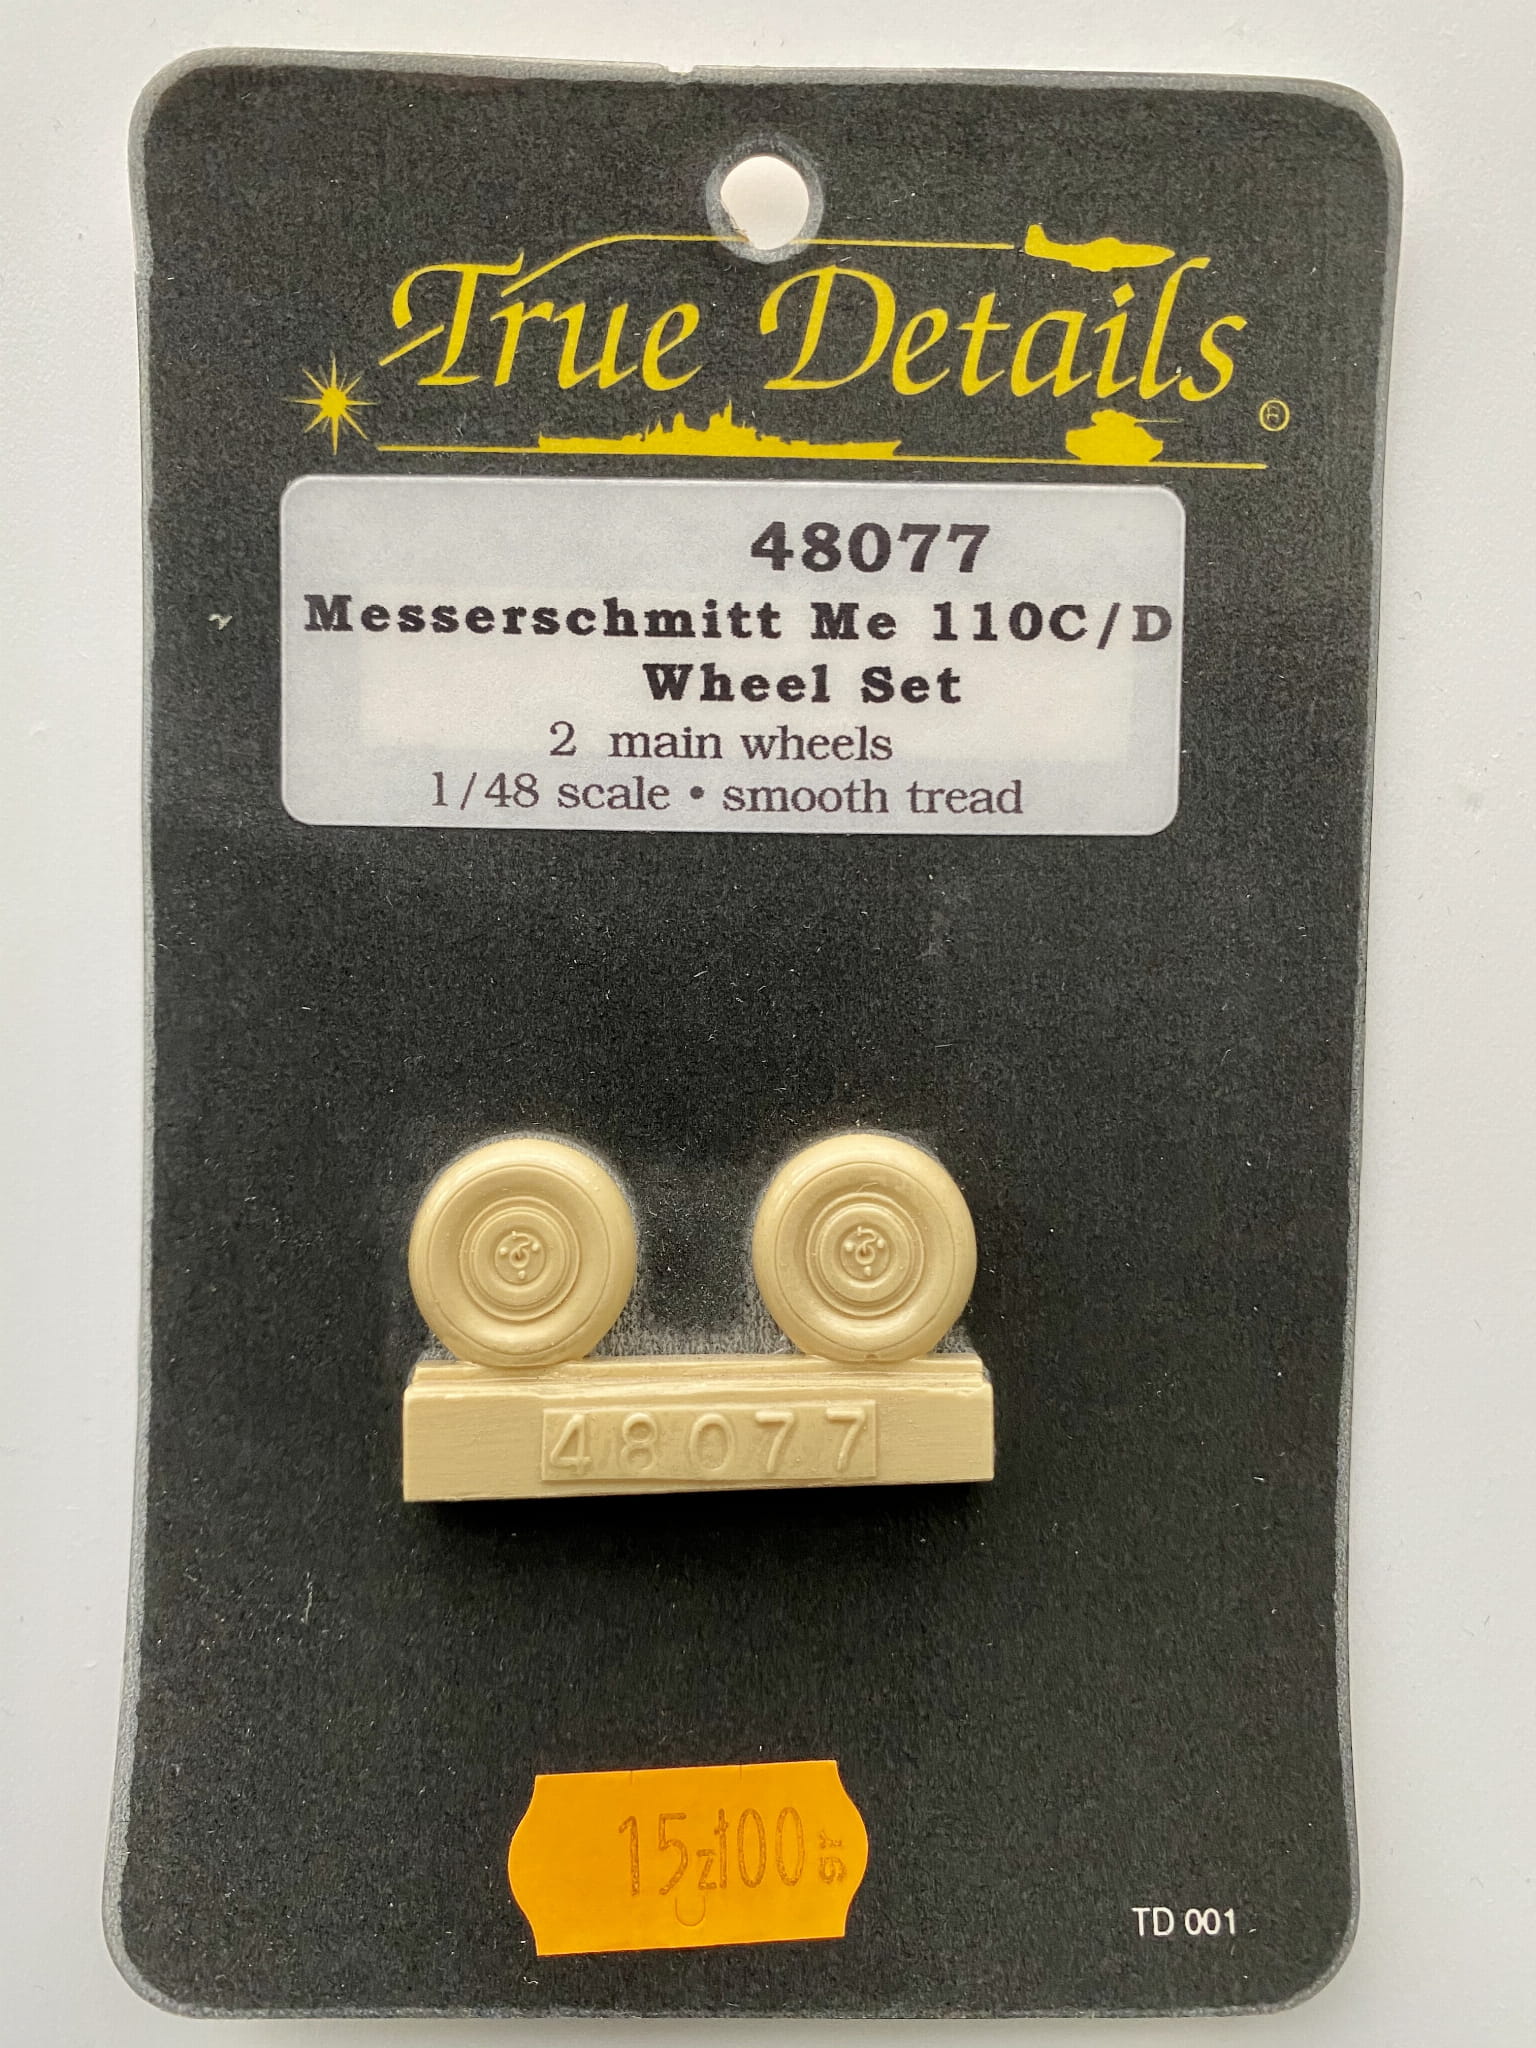 True Details ®
48077
Messerschmitt Me 110C/D
Wheel Set
2 main wheels
1/48 scale • smooth tread
48077
15zł00gr
TD 001